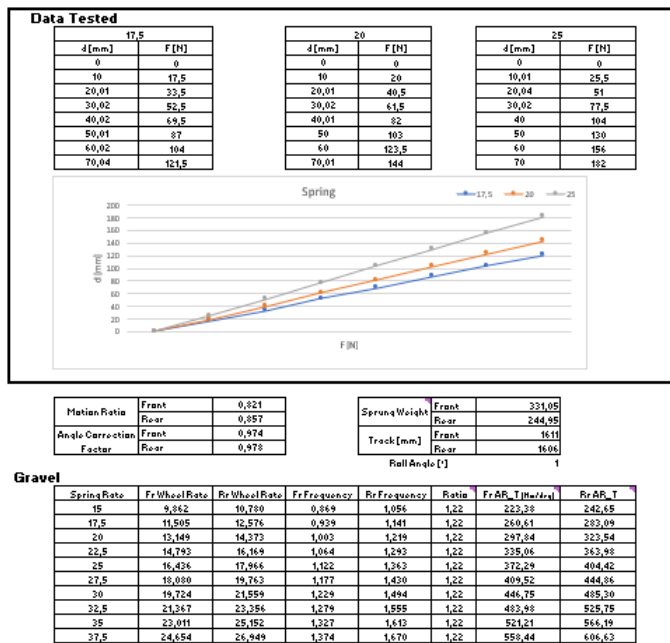 Data Tested
17,5 20 25
d [mm] F [N] d [mm] F [N] d [mm] F [N]
0 0 0 0 0 0
10 17,5 10 20 10,01 25,5
20,01 33,5 20,01 40,5 20,04 51
30,02 52,5 30,02 61,5 30,02 77,5
40,02 69,5 40,01 82 40 104
50,01 87 50 103 50 130
60,02 104 60 123,5 60 156
70,04 121,5 70,01 144 70 182
Spring
17,5 20 25
200
180
160
140
120
100
80
60
40
20
0
d [mm]
F [N]
Motion Ratio Front 0,821
Rear 0,857
Angle Correction Factor Front 0,974
Rear 0,978
Sprung Weight Front 331,05
Rear 244,95
Track [mm] Front 1611
Rear 1606
Roll Angle [°] 1
Gravel
Spring Rate Fr Wheel Rate Rr Wheel Rate Fr Frequency Rr Frequency Ratio Fr AR_T [Nm/deg] Rr AR_T
15 9,862 10,780 0,869 1,056 1,22 223,38 242,65
17,5 11,505 12,576 0,939 1,141 1,22 260,61 283,09
20 13,149 14,373 1,003 1,219 1,22 297,84 323,54
22,5 14,793 16,169 1,064 1,293 1,22 335,06 363,98
25 16,436 17,966 1,122 1,363 1,22 372,29 404,42
27,5 18,080 19,763 1,177 1,430 1,22 409,52 444,86
30 19,724 21,559 1,229 1,494 1,22 446,75 485,30
32,5 21,367 23,356 1,279 1,555 1,22 483,98 525,75
35 23,011 25,152 1,327 1,613 1,22 521,21 566,19
37,5 24,654 26,949 1,374 1,670 1,22 558,44 606,63